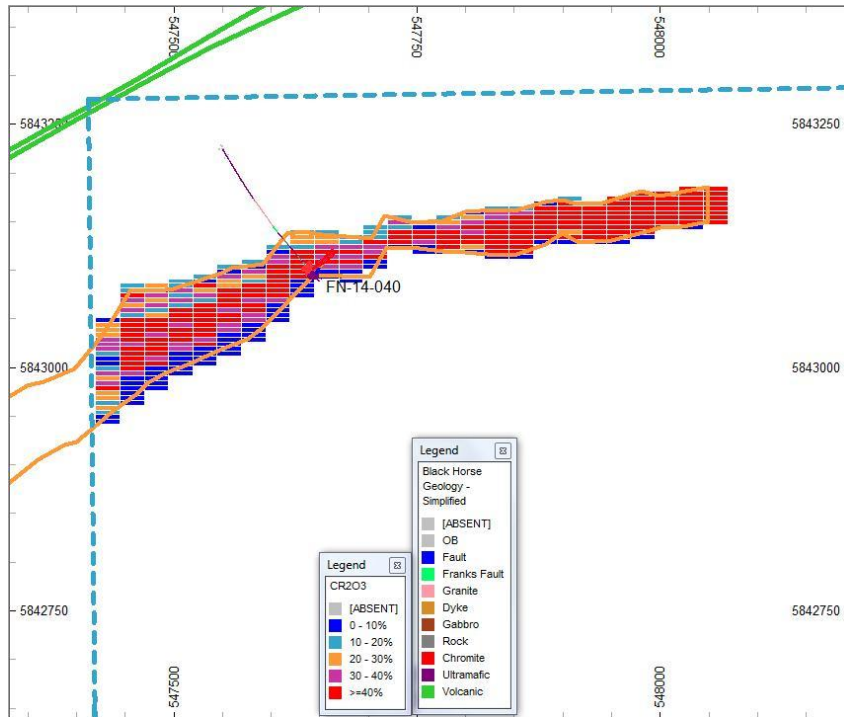 547500
547750
548000
5843250
5843250
FN-14-040
5843000
5843000
Legend
Black Horse
Geology -
Simplified
[ABSENT]
OB
Fault
Franks Fault
Granite
Dyke
Gabbro
Rock
Chromite
Ultramafic
Volcanic
Legend
CR2O3
[ABSENT]
0 - 10%
10 - 20%
20 - 30%
30 - 40%
>=40%
5842750
5842750
547500
548000